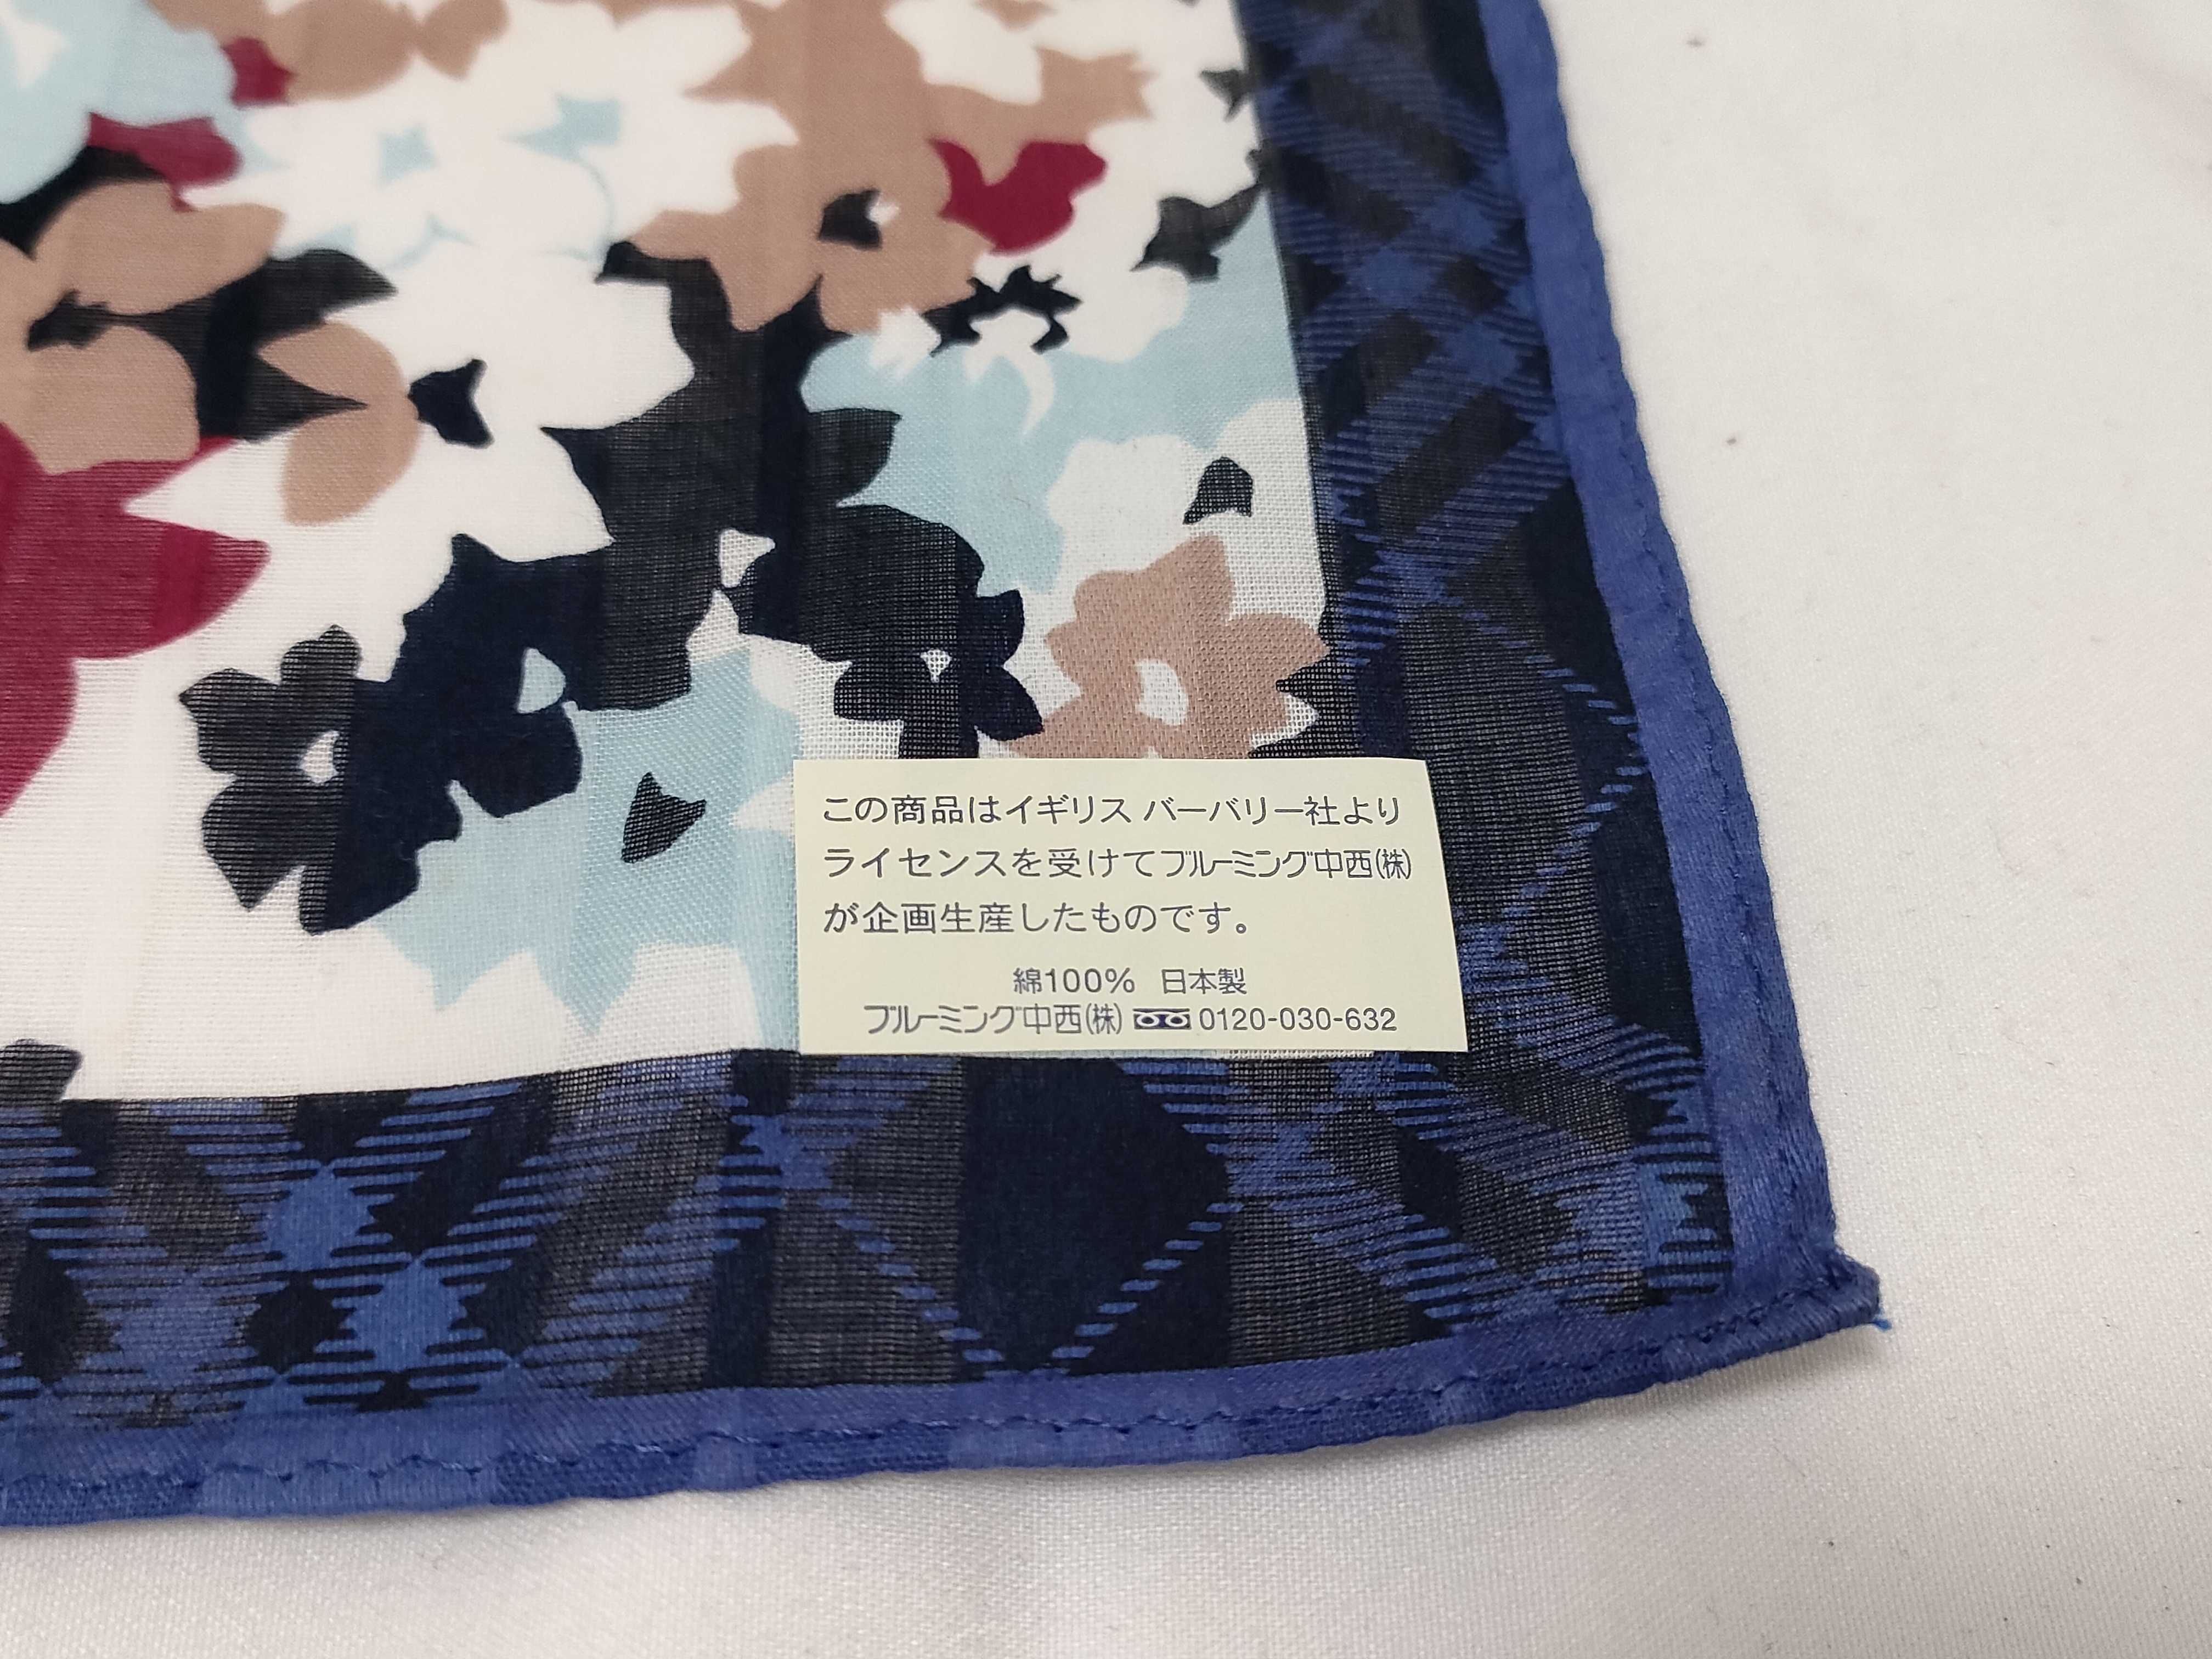 この商品はイギリス バーバリー社より
ライセンスを受けてブルーミング中西(株)
が企画生産したものです。
綿100% 日本製
ブルーミング中西(株) 0120-030-632